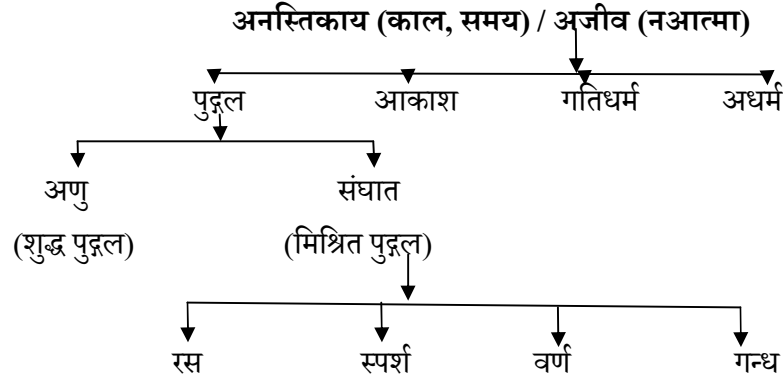 अनस्तिकाय (काल, समय) / अजीव (नआत्मा)
पुद्गल आकाश गतिधर्म अधर्म
अणु संघात
(शुद्ध पुद्गल) (मिश्रित पुद्गल)
रस स्पर्श वर्ण गन्ध